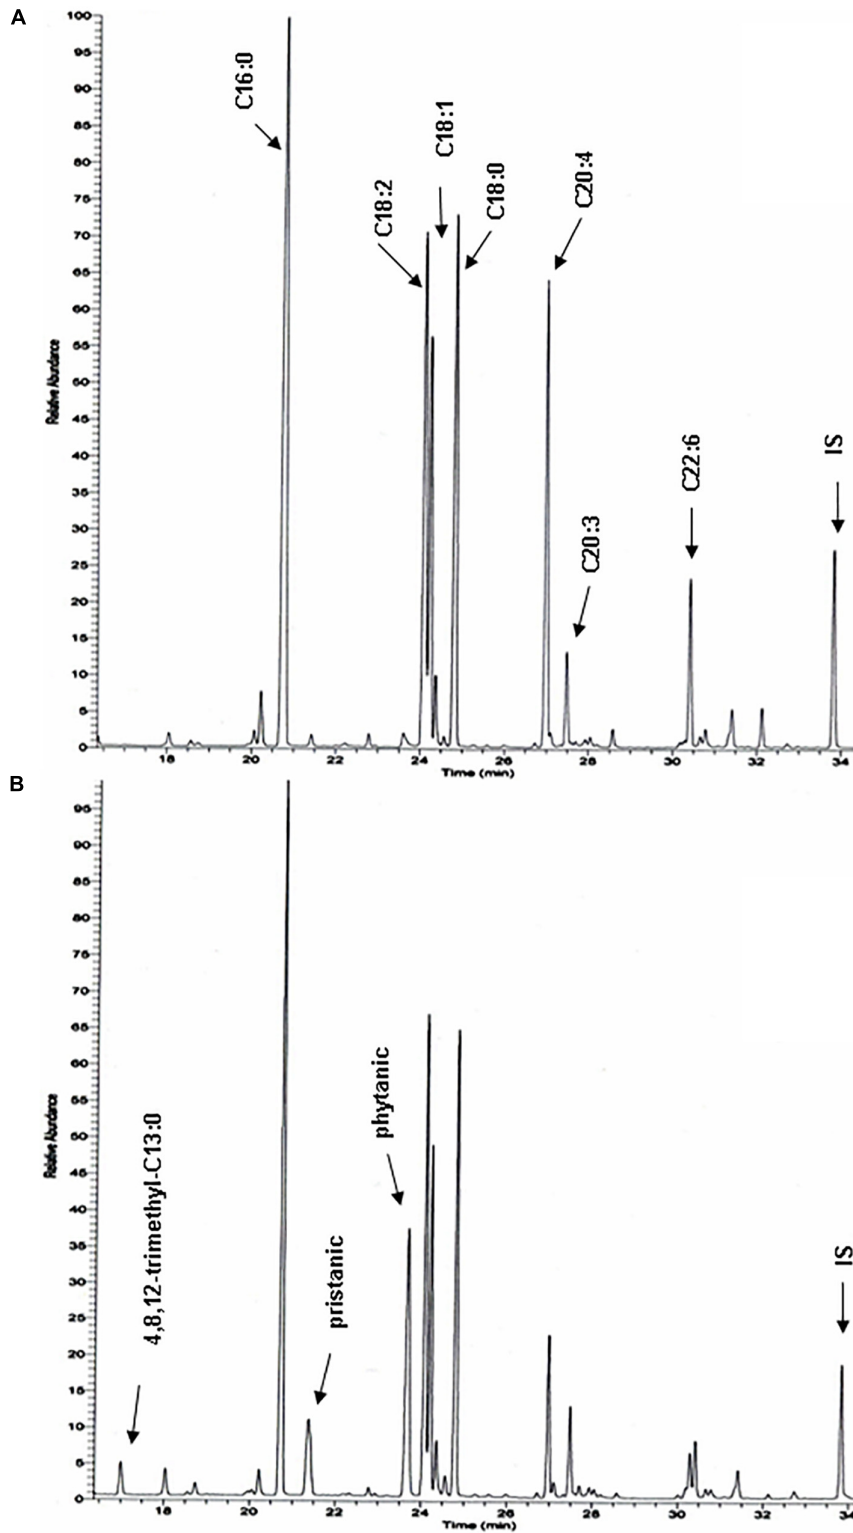 A
100
95
90
85
80
75
70
65
60
55
50
45
40
35
30
25
20
15
10
5
0
Relative Abundance
C16:0
C18:2
C18:1
C18:0
C20:4
C20:3
C22:6
IS
18 20 22 24 26 28 30 32 34
Time (min)
B
95
90
85
80
75
70
65
60
55
50
45
40
35
30
25
20
15
10
5
0
Relative Abundance
4,8,12-trimethyl-C13:0
pristanic
phytanic
IS
18 20 22 24 26 28 30 32 34
Time (min)